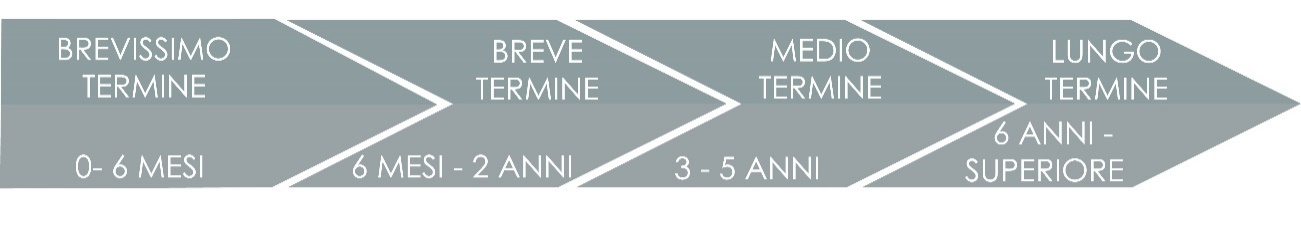 BREVISSIMO
TERMINE
0- 6 MESI
BREVE
TERMINE
6 MESI - 2 ANNI
MEDIO
TERMINE
3 - 5 ANNI
LUNGO
TERMINE
6 ANNI -
SUPERIORE